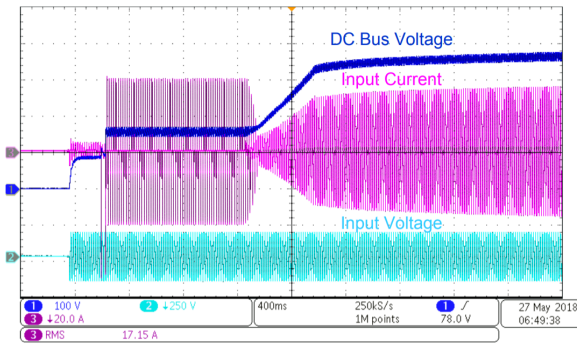 DC Bus Voltage
Input Current
3
1
Input Voltage
2
1 100 V 2 ↓250 V 400ms 250kS/s 1 ∫ 27 May 2018
3 ↓20.0 A 1M points 78.0 V 06:49:38
3 RMS 17.15 A